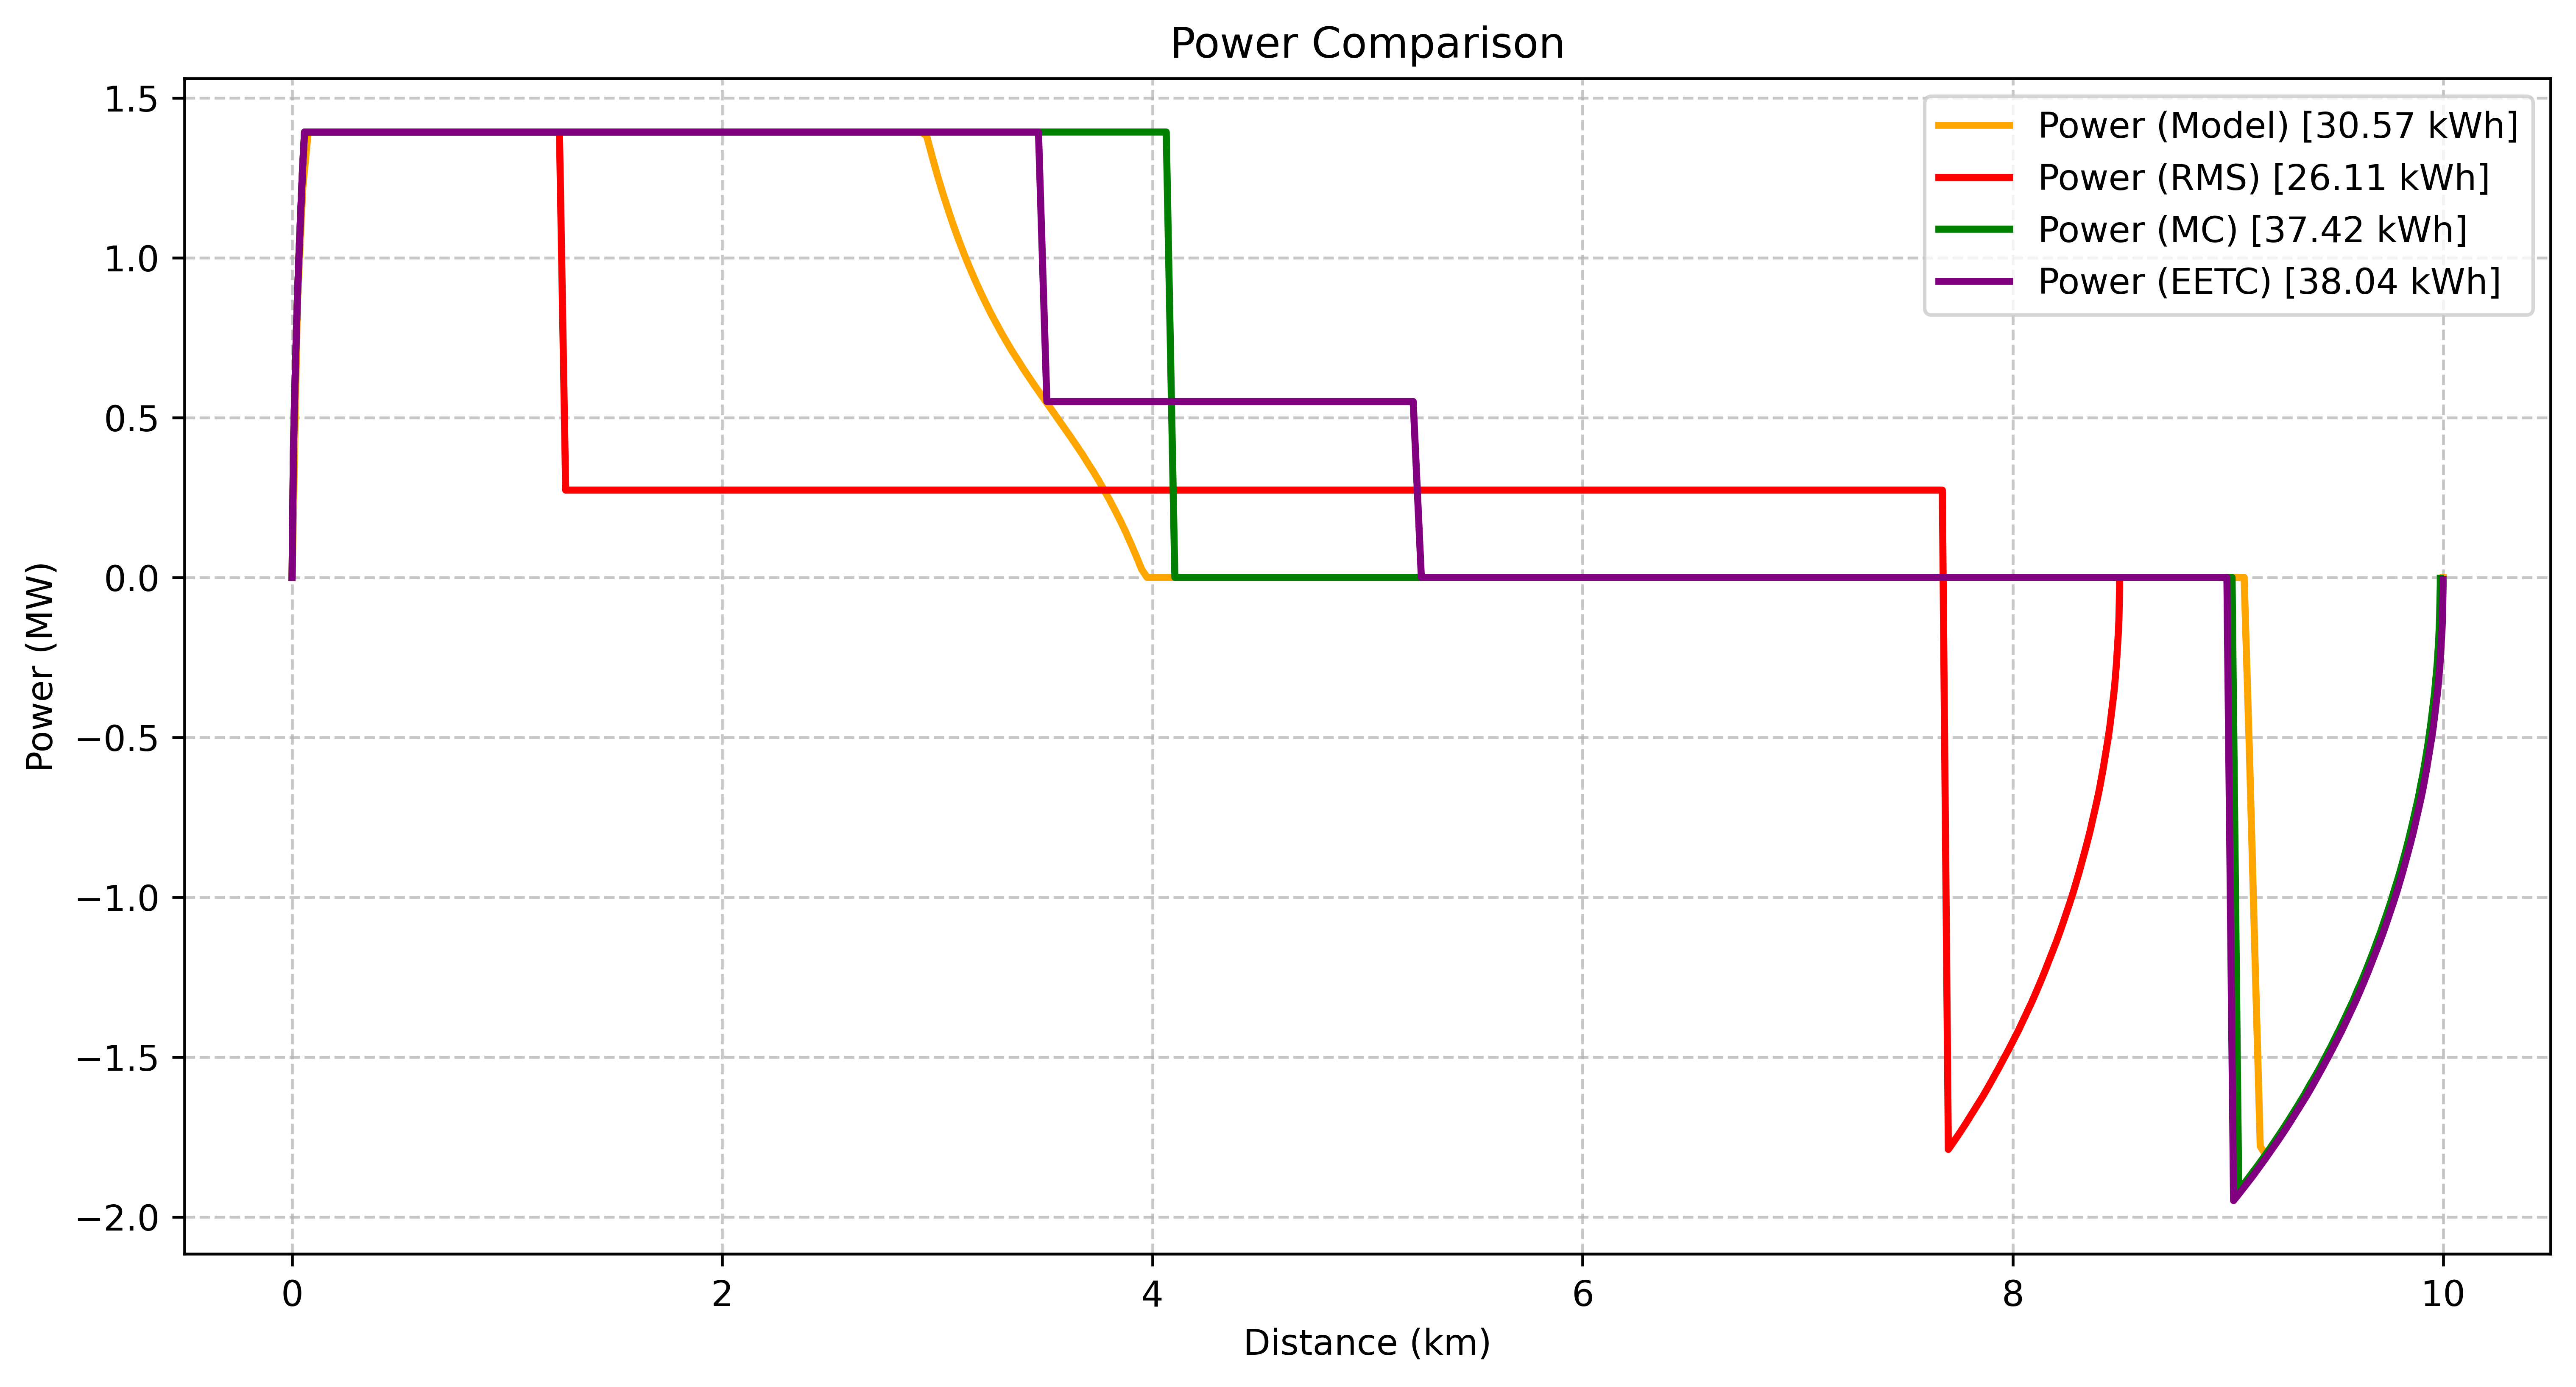 Power Comparison
Power (Model) [30.57 kWh]
Power (RMS) [26.11 kWh]
Power (MC) [37.42 kWh]
Power (EETC) [38.04 kWh]
Power (MW)
1.5
1.0
0.5
0.0
−0.5
−1.0
−1.5
−2.0
0 2 4 6 8 10
Distance (km)